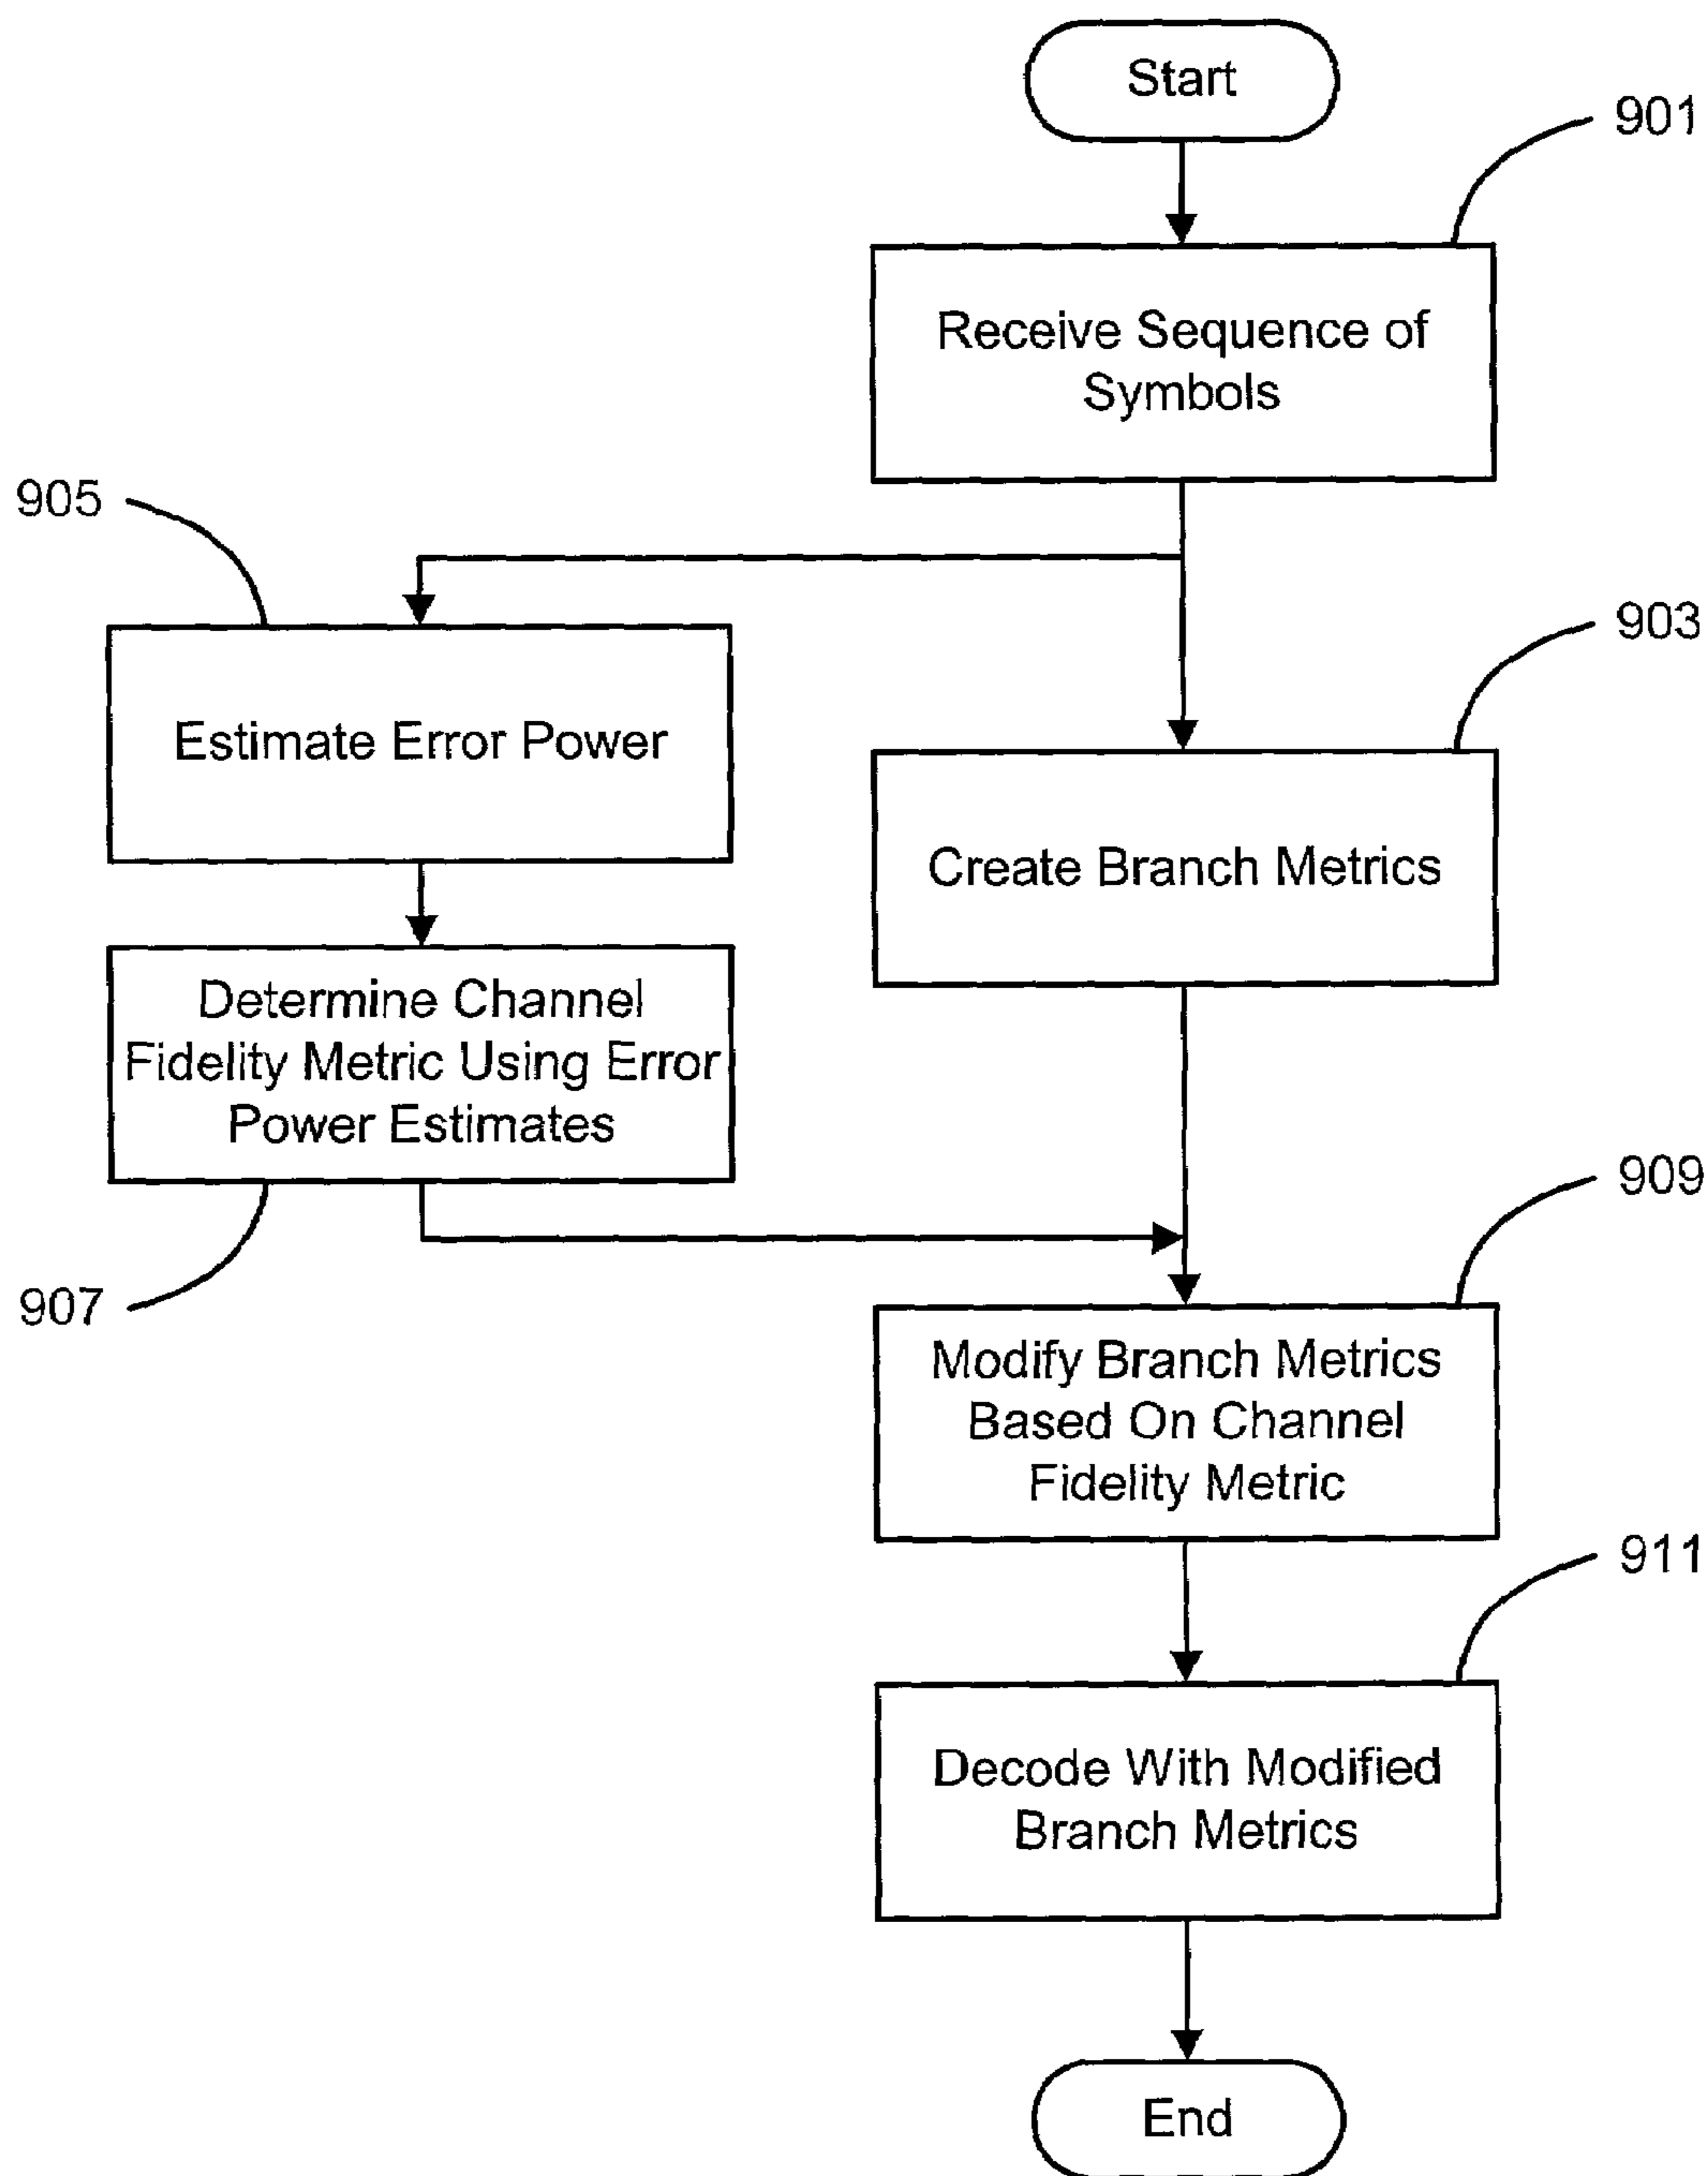 Start
901
Receive Sequence of
Symbols
905
903
Estimate Error Power
Create Branch Metrics
Determine Channel
Fidelity Metric Using Error
Power Estimates
907
909
Modify Branch Metrics
Based On Channel
Fidelity Metric
911
Decode With Modified
Branch Metrics
End